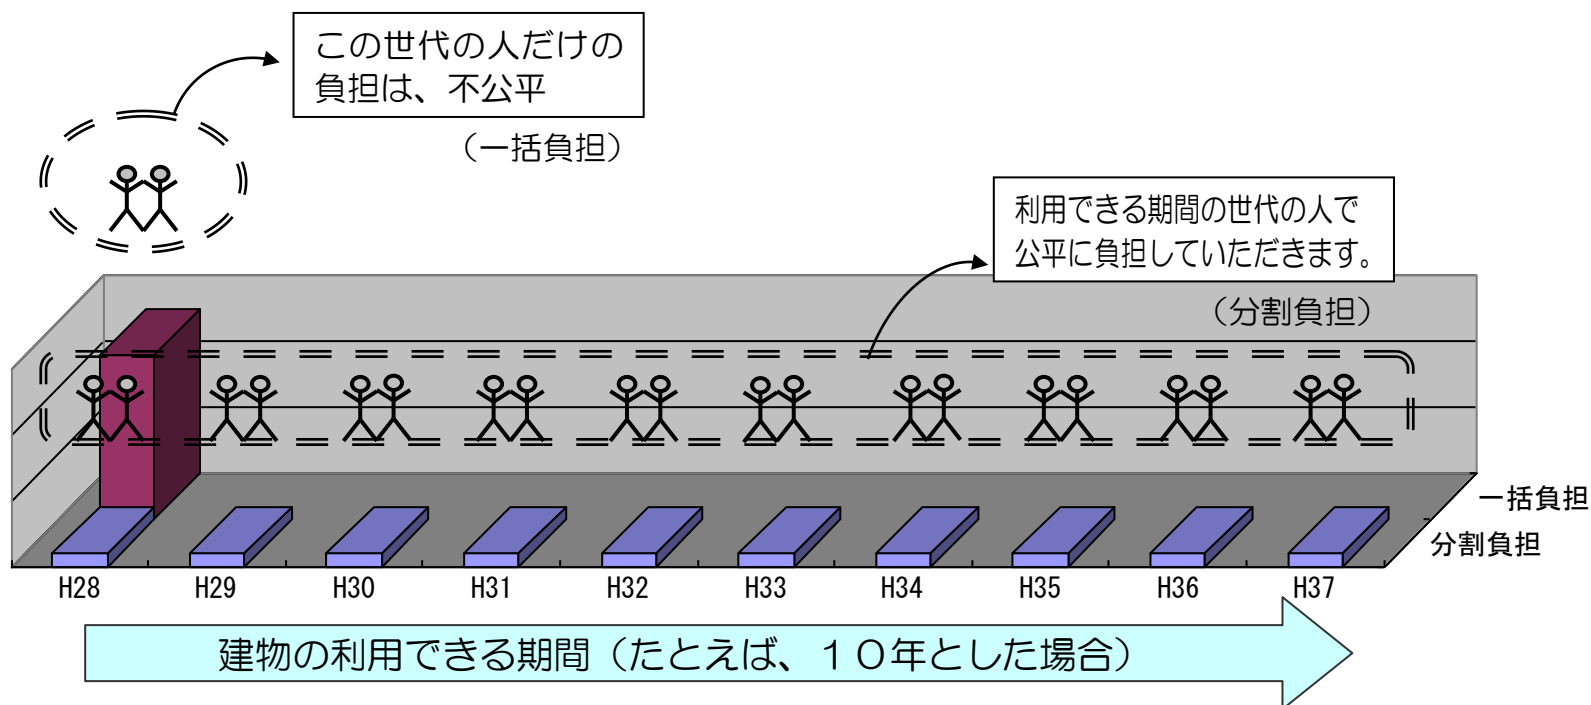 この世代の人だけの
負担は、不公平
（一括負担）
利用できる期間の世代の人で
公平に負担していただきます。
（分割負担）
一括負担
分割負担
H28 H29 H30 H31 H32 H33 H34 H35 H36 H37
建物の利用できる期間（たとえば、１０年とした場合）